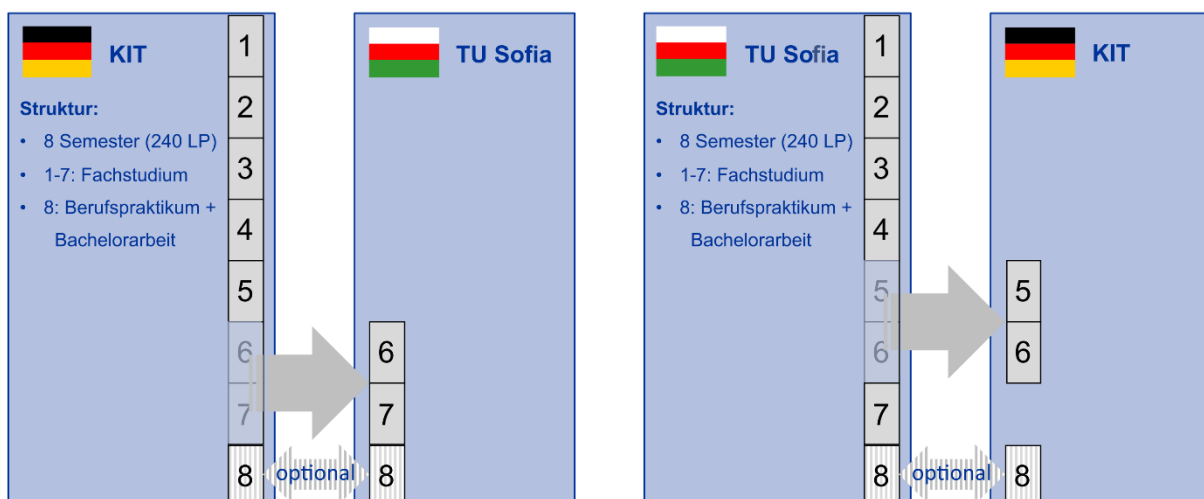 KIT
Struktur:
• 8 Semester (240 LP)
• 1-7: Fachstudium
• 8: Berufspraktikum +
Bachelorarbeit
1
2
3
4
5
6
7
8
optional
TU Sofia
6
7
8
TU Sofia
Struktur:
• 8 Semester (240 LP)
• 1-7: Fachstudium
• 8: Berufspraktikum +
Bachelorarbeit
1
2
3
4
5
6
7
8
optional
KIT
5
6
8